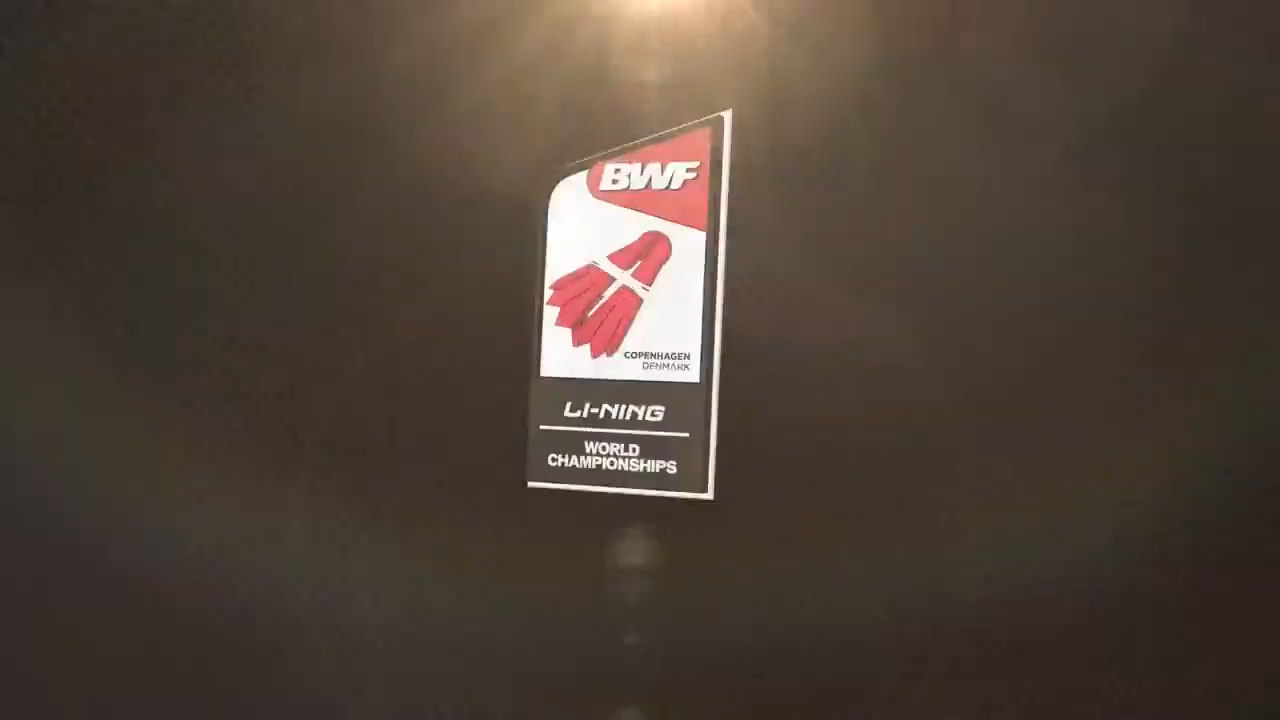 BWF
COPENHAGEN
DENMARK
LI-NING
WORLD
CHAMPIONSHIPS